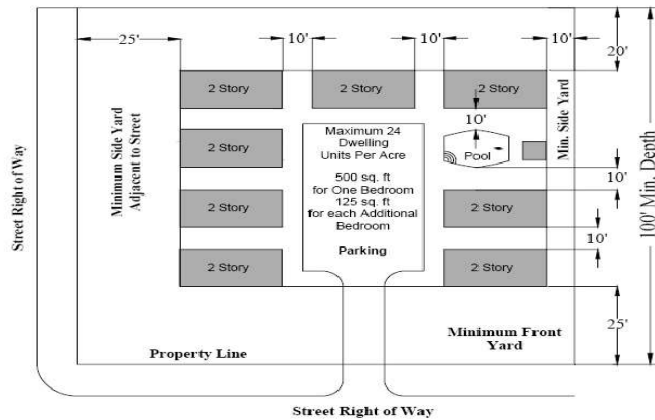 25'
10'
10'
10'
20'
2 Story
2 Story
2 Story
10'
2 Story
Maximum 24
Dwelling
Units Per Acre
500 sq. ft
for One Bedroom
125 sq. ft
for each Additional
Bedroom
Parking
Pool
Min. Side Yard
10'
2 Story
2 Story
10'
2 Story
2 Story
25'
100' Min. Depth
Street Right of Way
Minimum Side Yard
Adjacent to Street
Minimum Front
Yard
Property Line
Street Right of Way